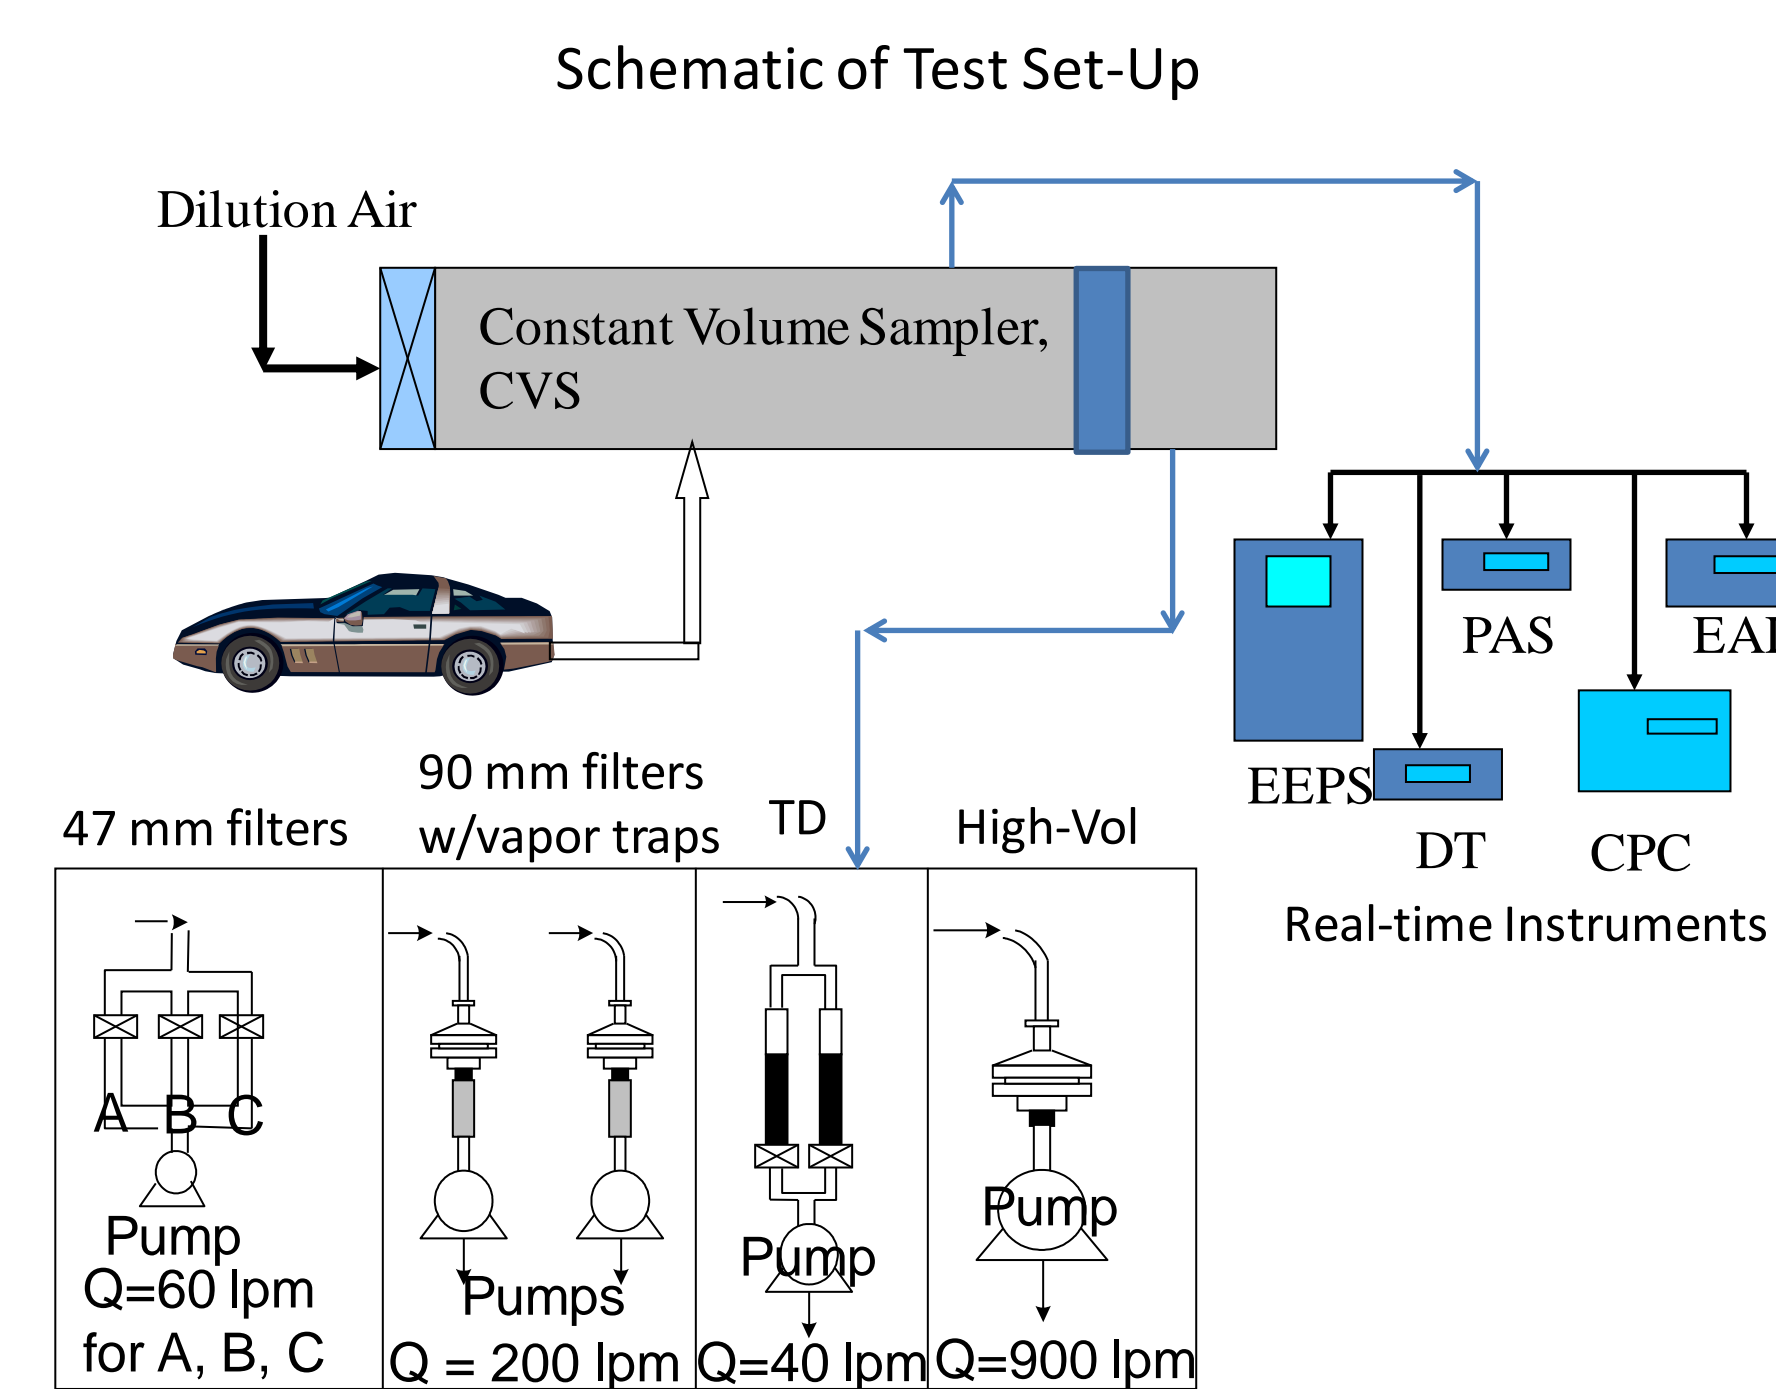 Schematic of Test Set-Up
Dilution Air
Constant Volume Sampler,
CVS
PAS
EEPS
DT
CPC
Real-time Instruments
47 mm filters
90 mm filters
w/vapor traps
TD
High-Vol
A B C
Pump
Q=60 lpm
for A, B, C
Pumps
Q = 200 lpm
Pump
Q=40 lpm
Pump
Q=900 lpm